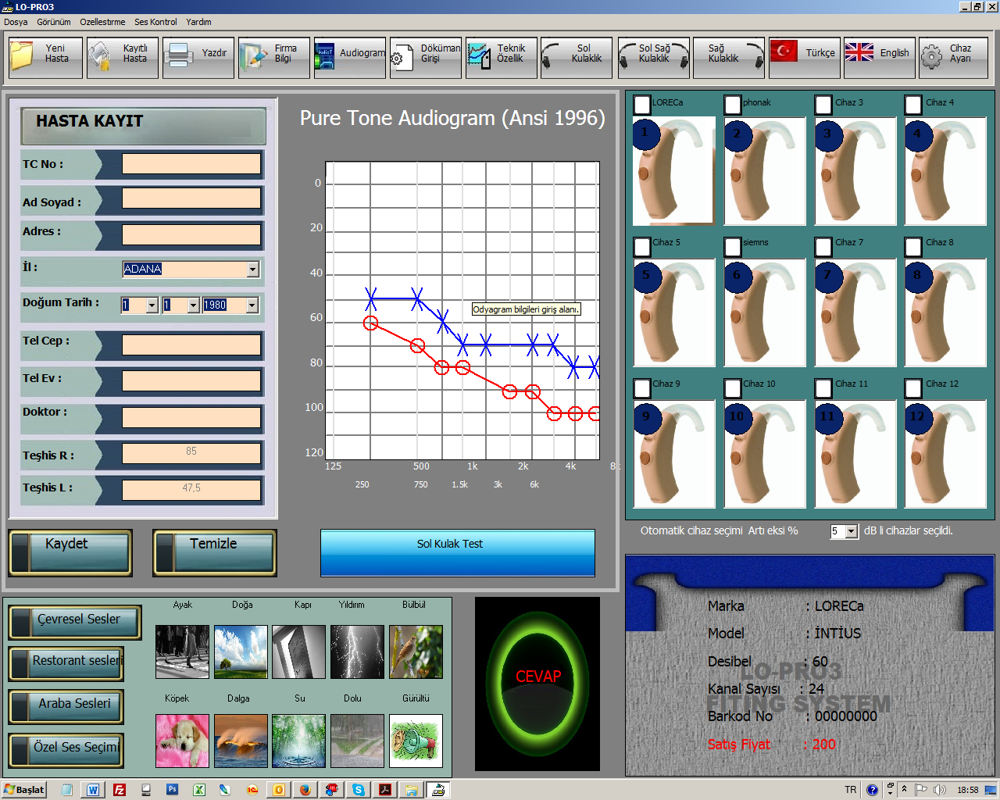 LO-PRO3
Dosya Görünüm Ozellestirme Ses Kontrol Yardım
Yeni Hasta
Kayıtlı Hasta
Yazdır
Firma Bilgi
Audiogram
Döküman Girişi
Teknik Özellik
Sol Kulaklık
Sol Sağ Kulaklık
Sağ Kulaklık
Türkçe
English
Cihaz Ayarı
HASTA KAYIT
TC No :
Ad Soyad :
Adres :
İl : ADANA
Doğum Tarih : 1 1 1980
Tel Cep :
Tel Ev :
Doktor :
Teşhis R : 85
Teşhis L : 47,5
Kaydet Temizle
Pure Tone Audiogram (Ansi 1996)
0
20
40
60
80
100
120
Odyagram bilgileri giriş alanı.
125 500 1k 2k 4k 8k
250 750 1.5k 3k 6k
Sol Kulak Test
LORECa phonak Cihaz 3 Cihaz 4
1 2 3 4
Cihaz 5 siemns Cihaz 7 Cihaz 8
5 6 7 8
Cihaz 9 Cihaz 10 Cihaz 11 Cihaz 12
9 10 11 12
Otomatik cihaz seçimi Artı eksi % 5 dB li cihazlar seçildi.
Çevresel Sesler
Restorant sesleri
Araba Sesleri
Özel Ses Seçimi
Ayak Doğa Kapı Yıldırım Bülbül
Köpek Dalga Su Dolu Gürültü
CEVAP
Marka : LORECa
Model : İNTİUS
Desibel : 60
LO-PRO3
Kanal Sayısı : 24
FITING SYSTEM
Barkod No : 00000000
Satış Fiyat : 200
Başlat
TR
18:58